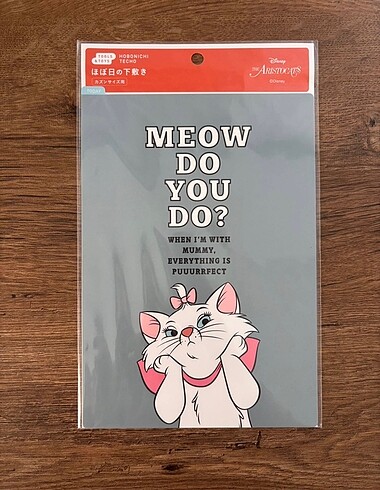 TOOLS & TOYS
HOBONICHI TECHO
ほぼ日の下敷き
カズンサイズ用
Disney
THE ARISTOCATS
©Disney
MEOW
DO
YOU
DO?
WHEN I'M WITH
MUMMY,
EVERYTHING IS
PUUURRFECT